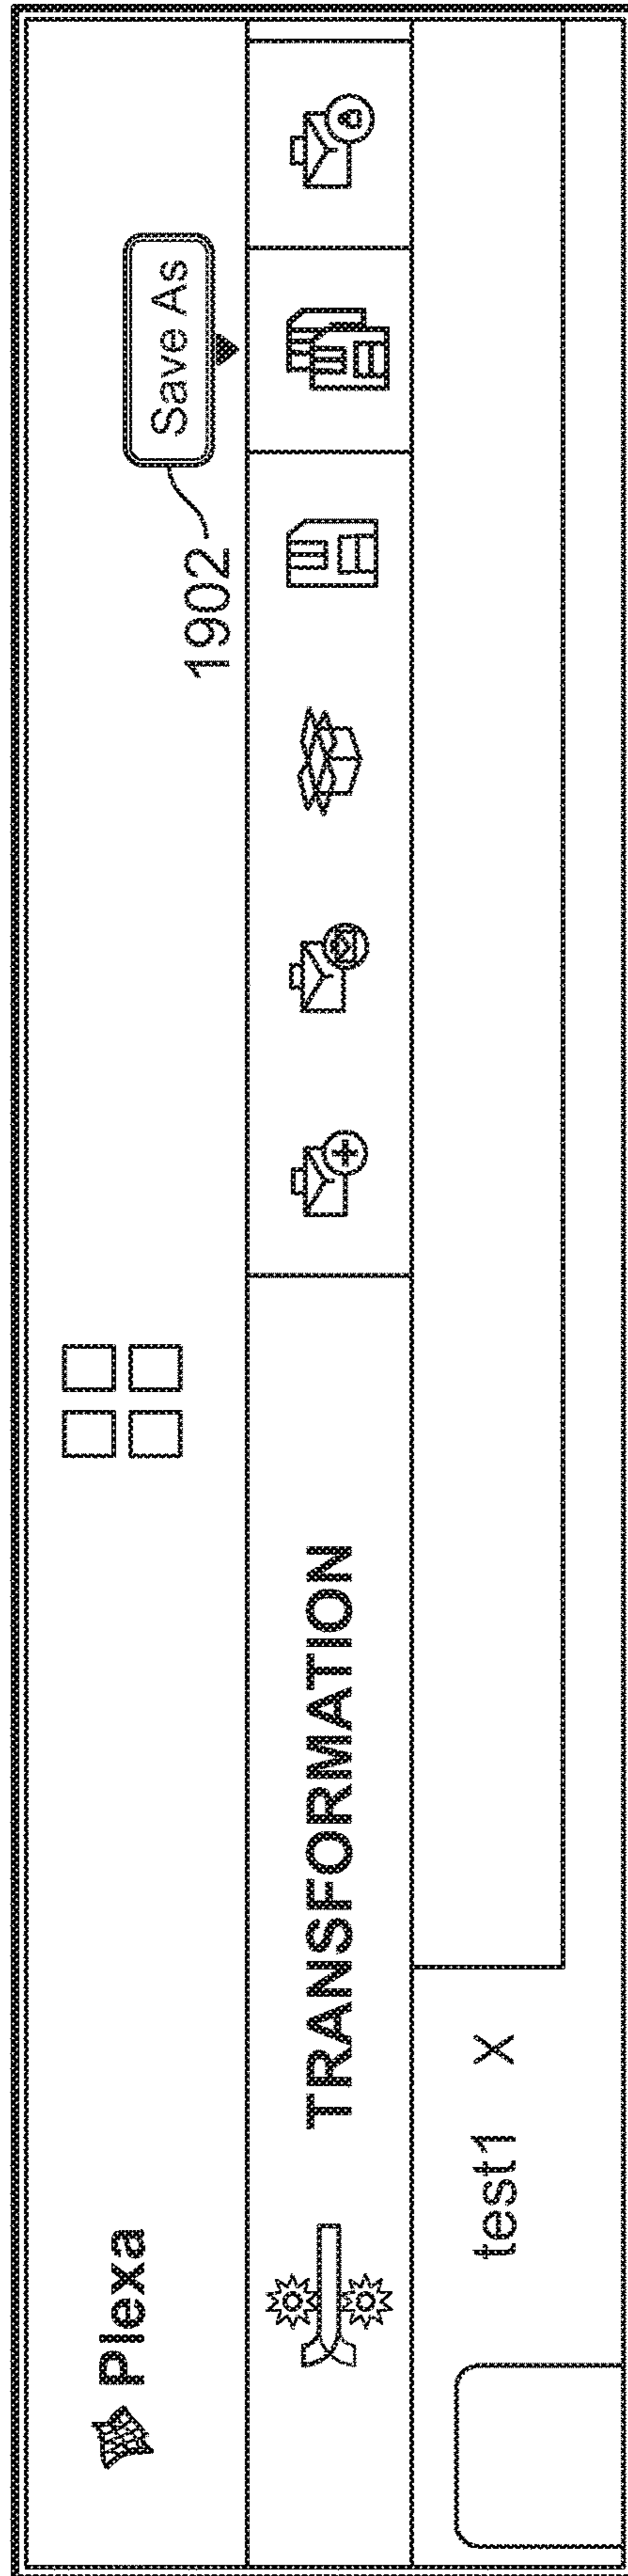 Plexa
Save As
1902
TRANSFORMATION
test1 X